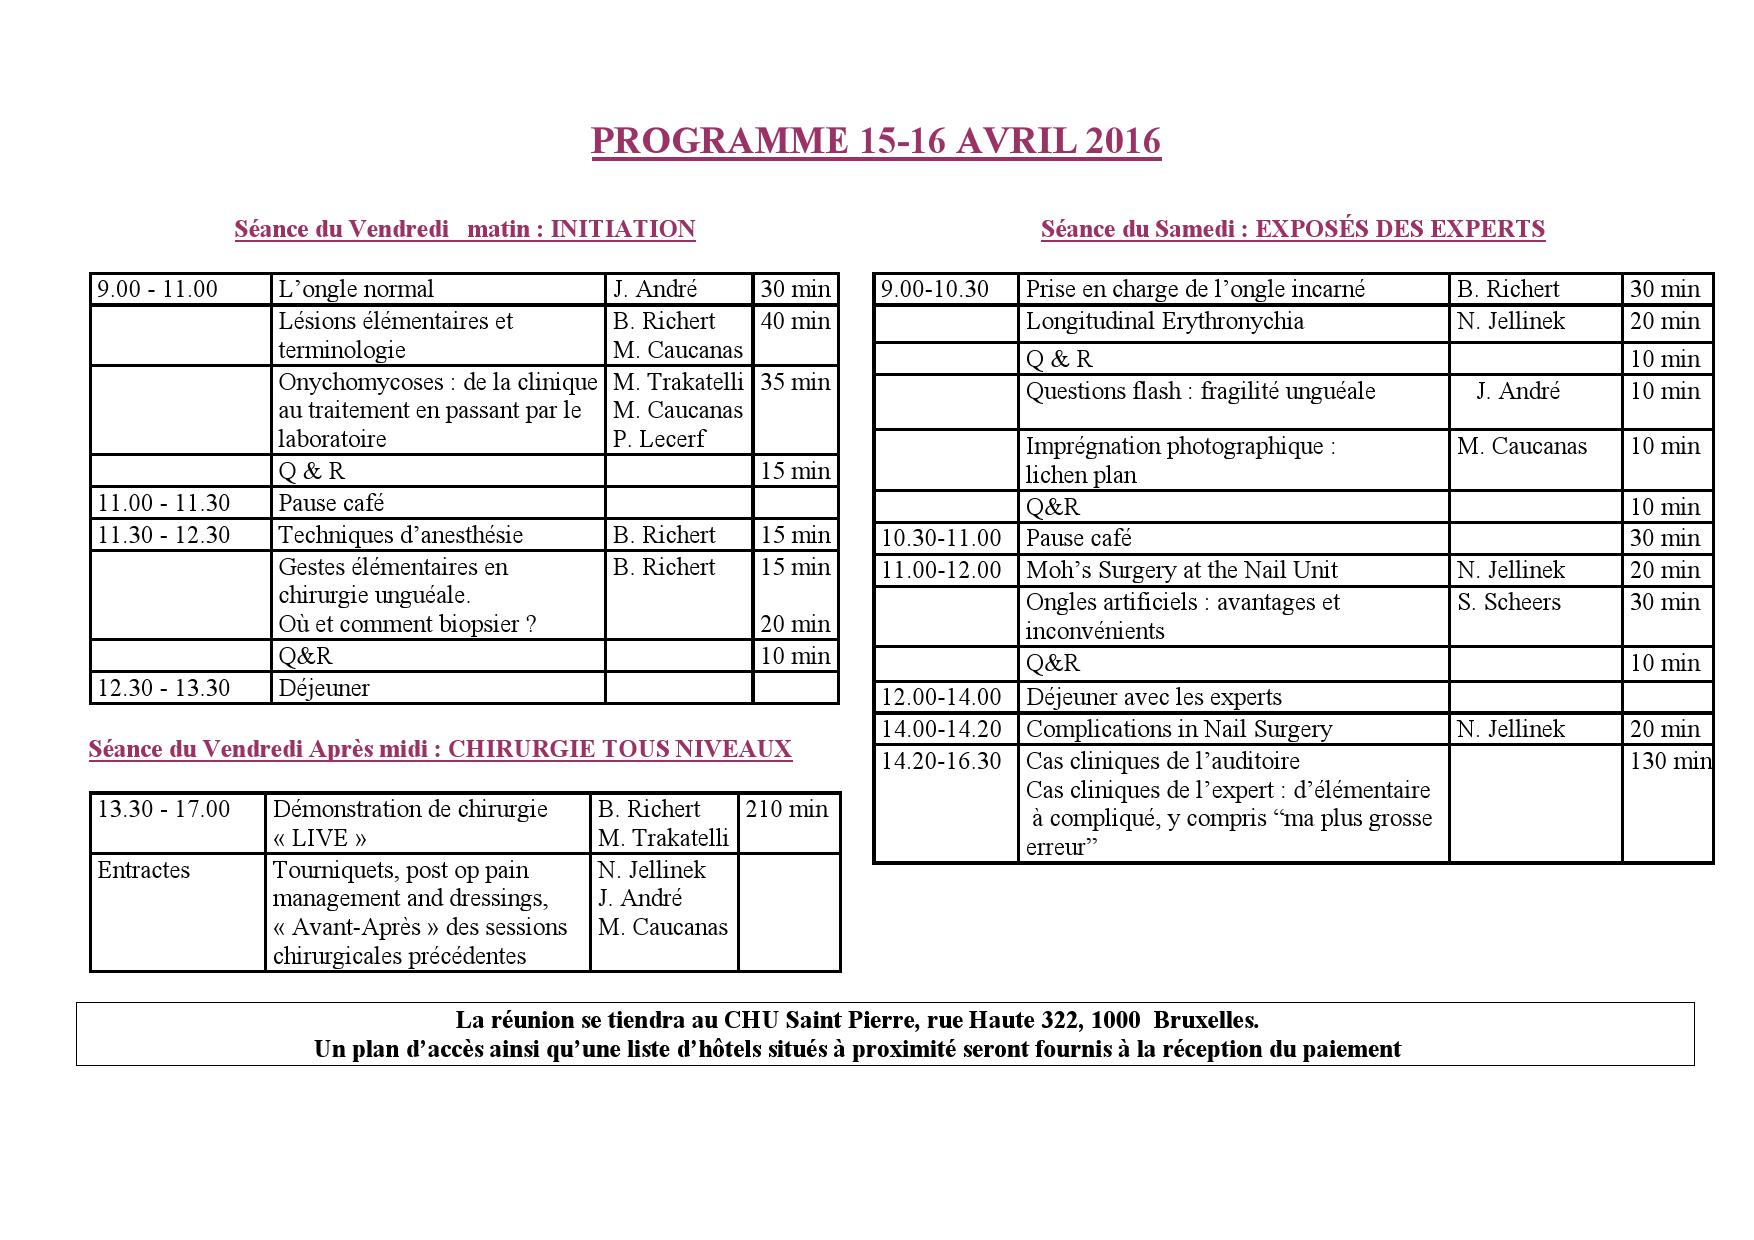 PROGRAMME 15-16 AVRIL 2016
Séance du Vendredi matin : INITIATION
9.00 - 11.00 L’ongle normal J. André 30 min
Lésions élémentaires et B. Richert 40 min
terminologie M. Caucanas
Onychomycoses : de la clinique M. Trakatelli 35 min
au traitement en passant par le M. Caucanas
laboratoire P. Lecerf
Q & R 15 min
11.00 - 11.30 Pause café
11.30 - 12.30 Techniques d’anesthésie B. Richert 15 min
Gestes élémentaires en B. Richert 15 min
chirurgie unguéale.
Où et comment biopsier ? 20 min
Q&R 10 min
12.30 - 13.30 Déjeuner
Séance du Vendredi Après midi : CHIRURGIE TOUS NIVEAUX
13.30 - 17.00 Démonstration de chirurgie B. Richert 210 min
« LIVE » M. Trakatelli
Entractes Tourniquets, post op pain N. Jellinek
management and dressings, J. André
« Avant-Après » des sessions M. Caucanas
chirurgicales précédentes
Séance du Samedi : EXPOSÉS DES EXPERTS
9.00-10.30 Prise en charge de l’ongle incarné B. Richert 30 min
Longitudinal Erythronychia N. Jellinek 20 min
Q & R 10 min
Questions flash : fragilité unguéale J. André 10 min
Imprégnation photographique : M. Caucanas 10 min
lichen plan
Q&R 10 min
10.30-11.00 Pause café 30 min
11.00-12.00 Moh’s Surgery at the Nail Unit N. Jellinek 20 min
Ongles artificiels : avantages et S. Scheers 30 min
inconvénients
Q&R 10 min
12.00-14.00 Déjeuner avec les experts
14.00-14.20 Complications in Nail Surgery N. Jellinek 20 min
14.20-16.30 Cas cliniques de l’auditoire 130 min
Cas cliniques de l’expert : d’élémentaire
à compliqué, y compris “ma plus grosse
erreur”
La réunion se tiendra au CHU Saint Pierre, rue Haute 322, 1000 Bruxelles.
Un plan d’accès ainsi qu’une liste d’hôtels situés à proximité seront fournis à la réception du paiement